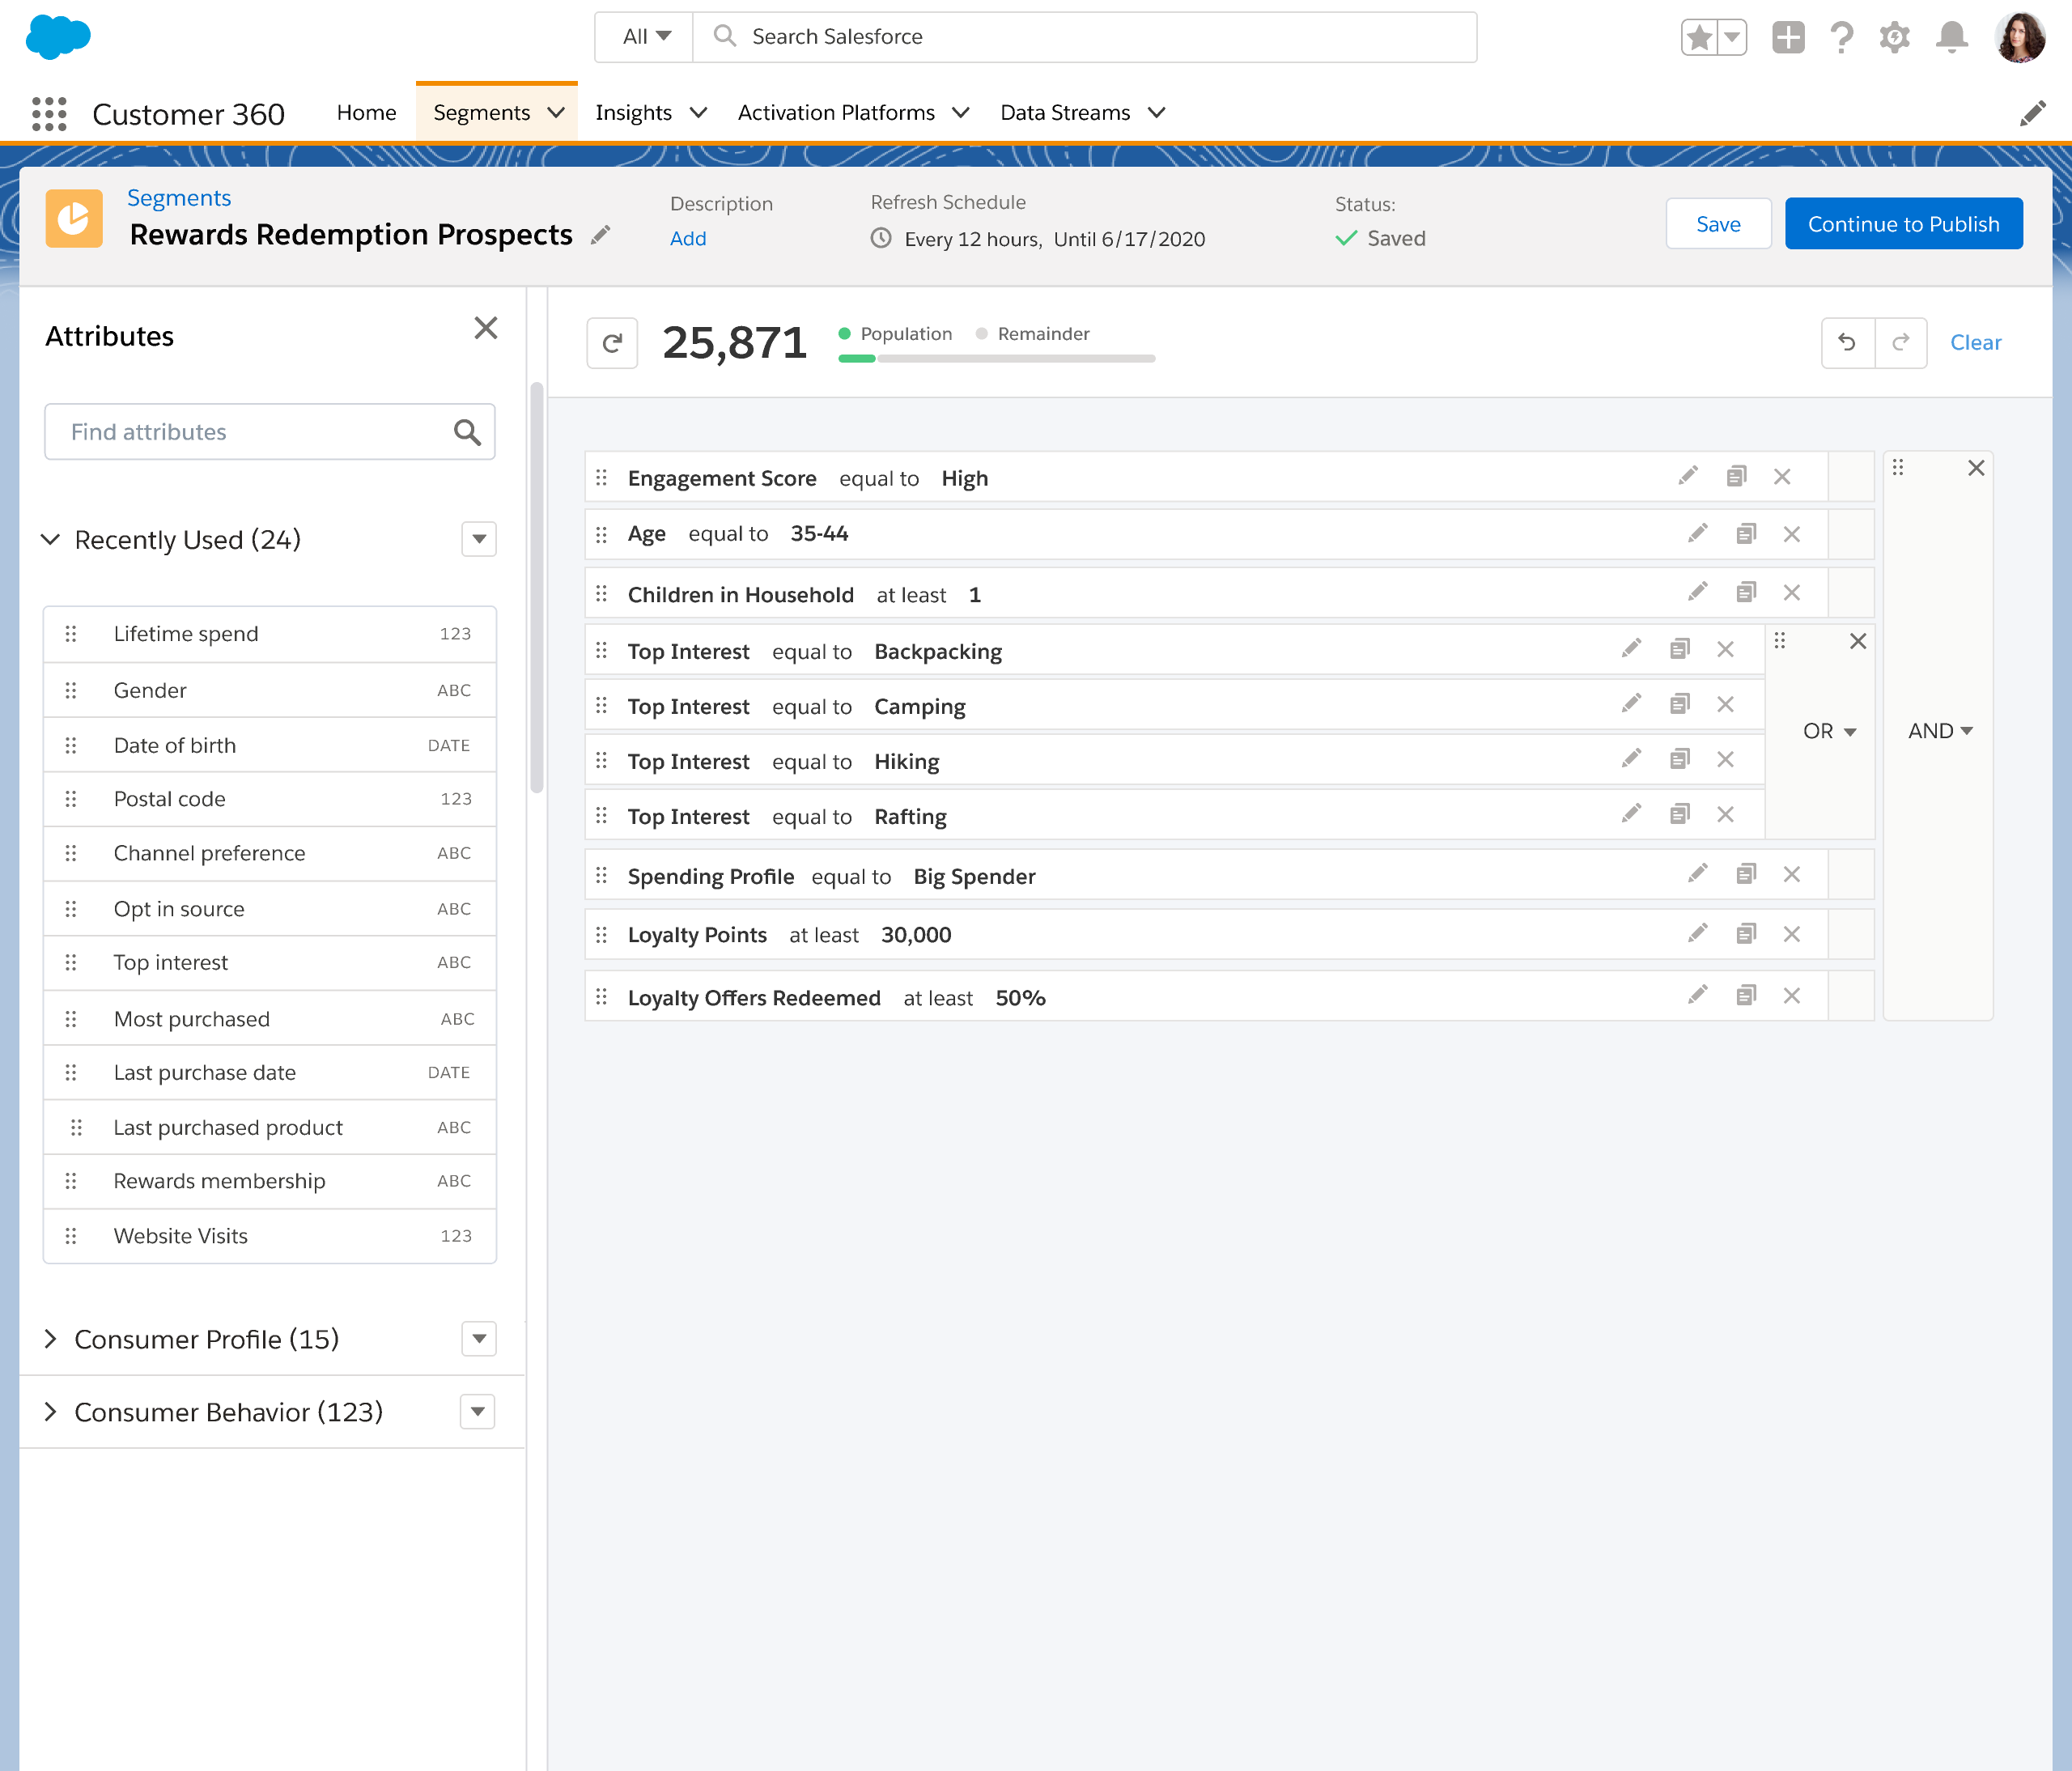 All
Search Salesforce
Customer 360
Home
Segments
Insights
Activation Platforms
Data Streams
Segments
Rewards Redemption Prospects
Description
Add
Refresh Schedule
Every 12 hours, Until 6/17/2020
Status:
Saved
Save
Continue to Publish
Attributes
Find attributes
Recently Used (24)
Lifetime spend 123
Gender ABC
Date of birth DATE
Postal code 123
Channel preference ABC
Opt in source ABC
Top interest ABC
Most purchased ABC
Last purchase date DATE
Last purchased product ABC
Rewards membership ABC
Website Visits 123
Consumer Profile (15)
Consumer Behavior (123)
25,871
Population
Remainder
Clear
Engagement Score equal to High
Age equal to 35-44
Children in Household at least 1
Top Interest equal to Backpacking
Top Interest equal to Camping
Top Interest equal to Hiking
Top Interest equal to Rafting
OR
AND
Spending Profile equal to Big Spender
Loyalty Points at least 30,000
Loyalty Offers Redeemed at least 50%